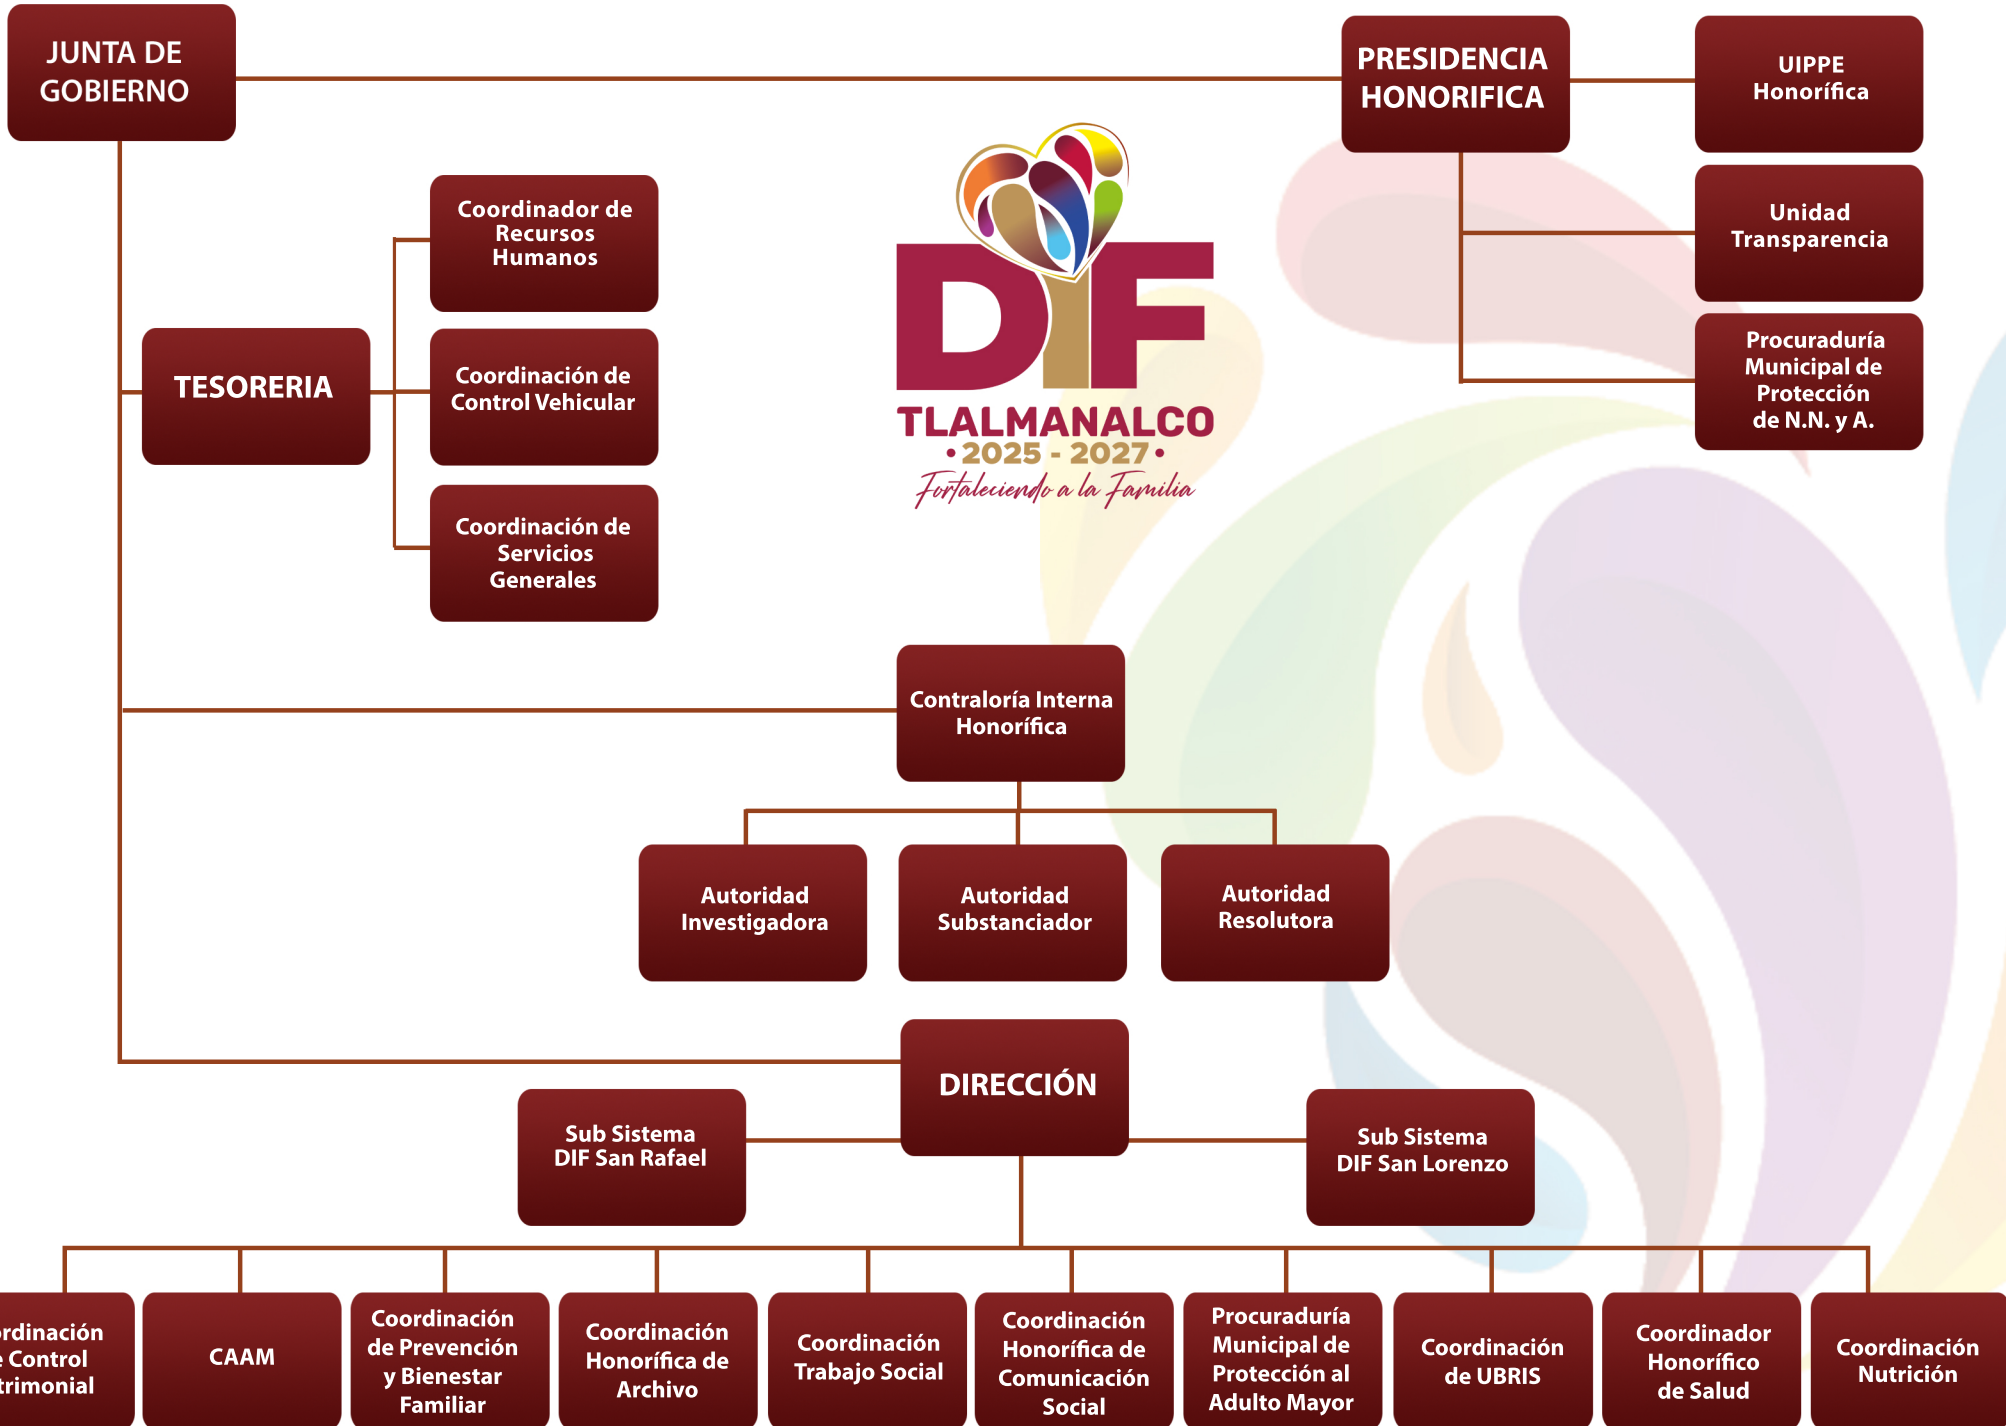 JUNTA DE
GOBIERNO
PRESIDENCIA
HONORIFICA
UIPPE
Honorífica
Unidad
Transparencia
Procuraduría
Municipal de
Protección
de N.N. y A.
Coordinador de
Recursos
Humanos
TESORERIA
Coordinación de
Control Vehicular
Coordinación de
Servicios
Generales
DIF
TLALMANALCO
• 2025 - 2027 •
Fortaleciendo a la Familia
Contraloría Interna
Honorífica
Autoridad
Investigadora
Autoridad
Substanciador
Autoridad
Resolutora
DIRECCIÓN
Sub Sistema
DIF San Rafael
Sub Sistema
DIF San Lorenzo
rdinación
Control
trimonial
CAAM
Coordinación
de Prevención
y Bienestar
Familiar
Coordinación
Honorífica de
Archivo
Coordinación
Trabajo Social
Coordinación
Honorífica de
Comunicación
Social
Procuraduría
Municipal de
Protección al
Adulto Mayor
Coordinación
de UBRIS
Coordinador
Honorífico
de Salud
Coordinación
Nutrición